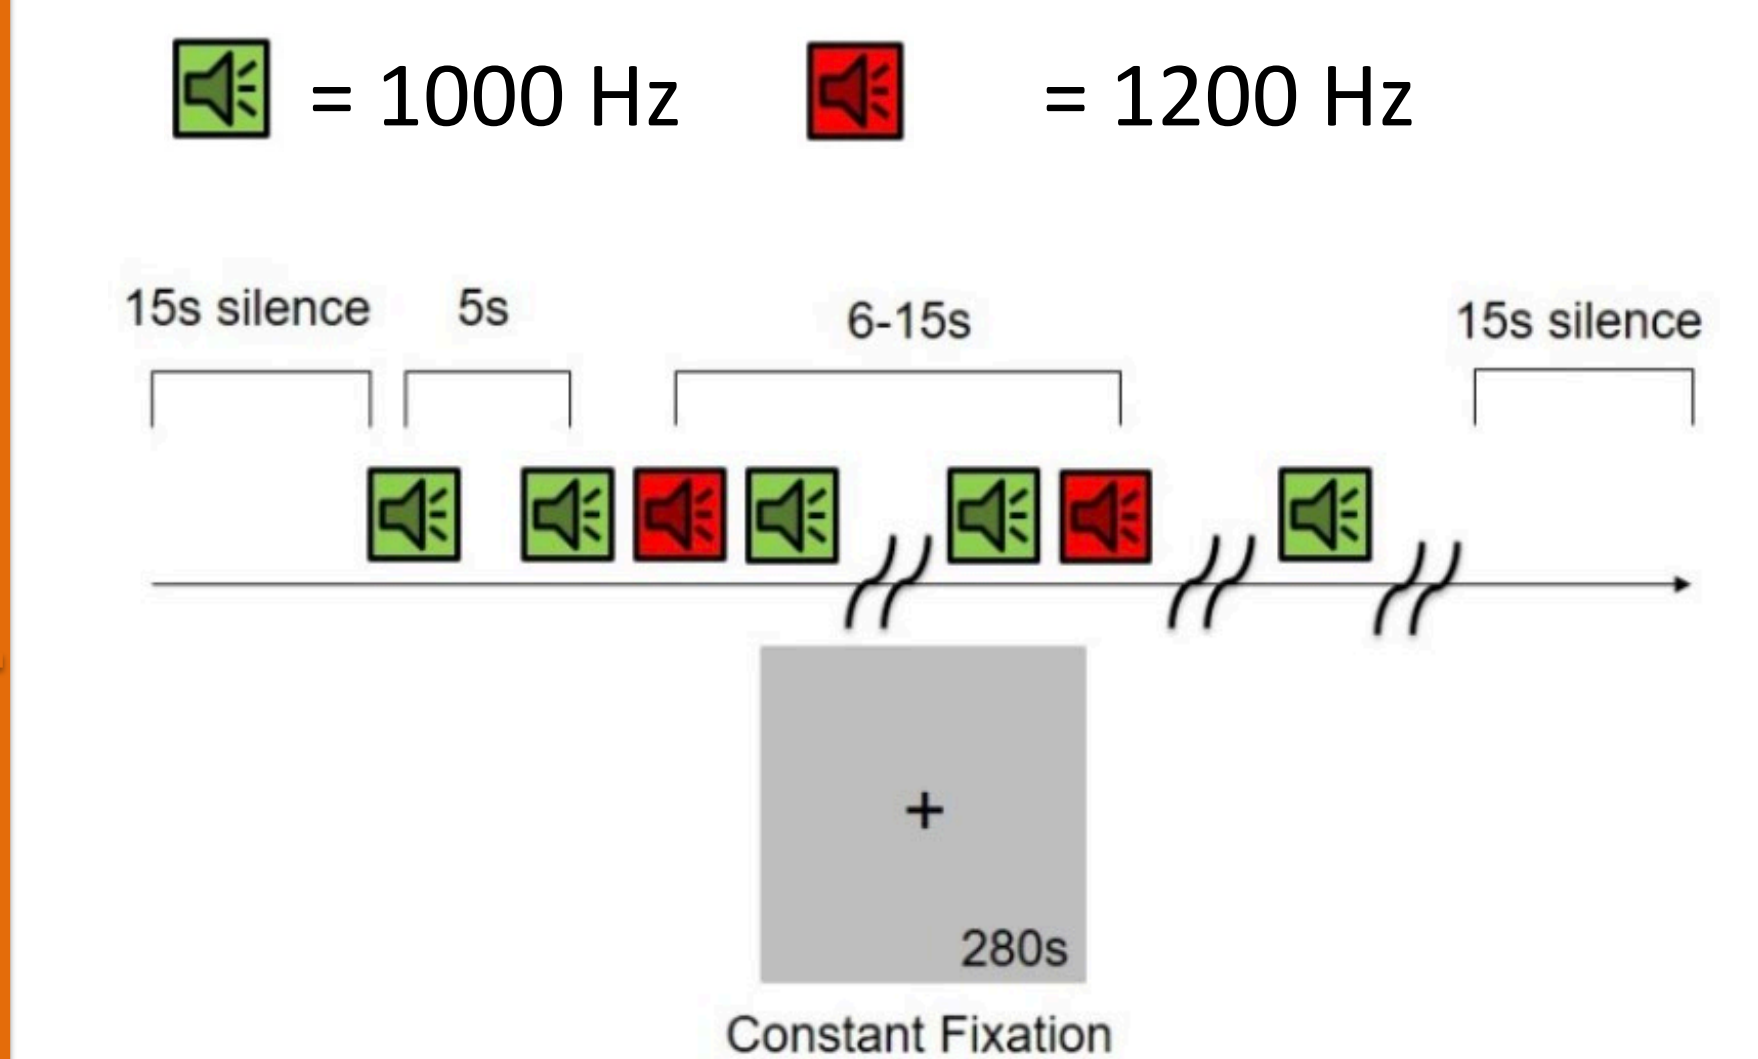 = 1000 Hz = 1200 Hz
15s silence 5s 6-15s 15s silence
+
280s
Constant Fixation